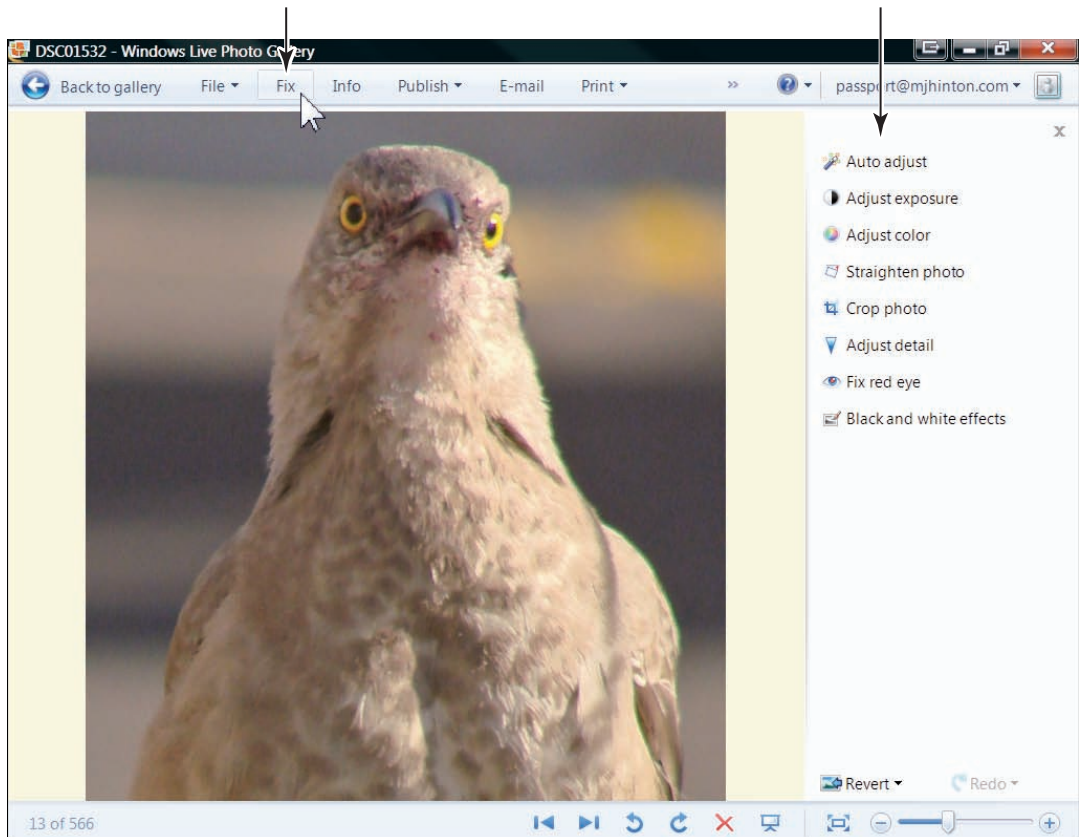 DSC01532 - Windows Live Photo Gallery
Back to gallery File Fix Info Publish E-mail Print » passport@mjhinton.com
x
Auto adjust
Adjust exposure
Adjust color
Straighten photo
Crop photo
Adjust detail
Fix red eye
Black and white effects
Revert Redo
13 of 566